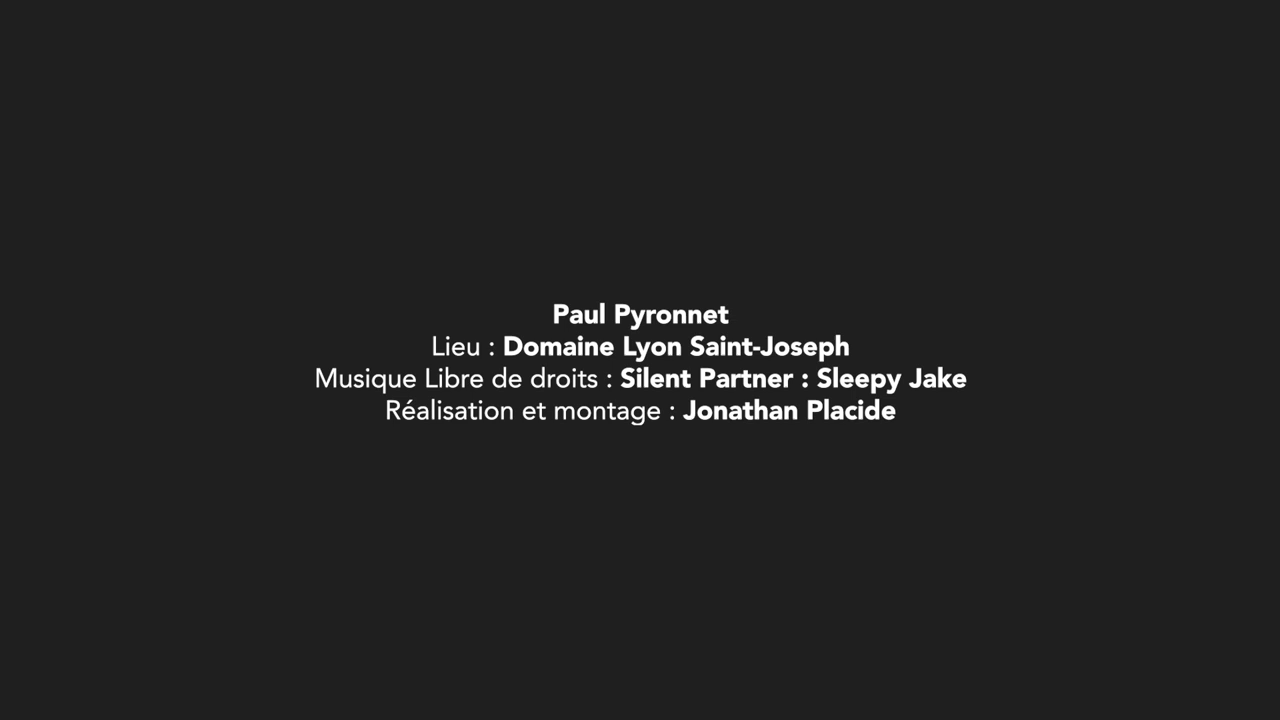 Paul Pyronnet
Lieu : Domaine Lyon Saint-Joseph
Musique Libre de droits : Silent Partner : Sleepy Jake
Réalisation et montage : Jonathan Placide